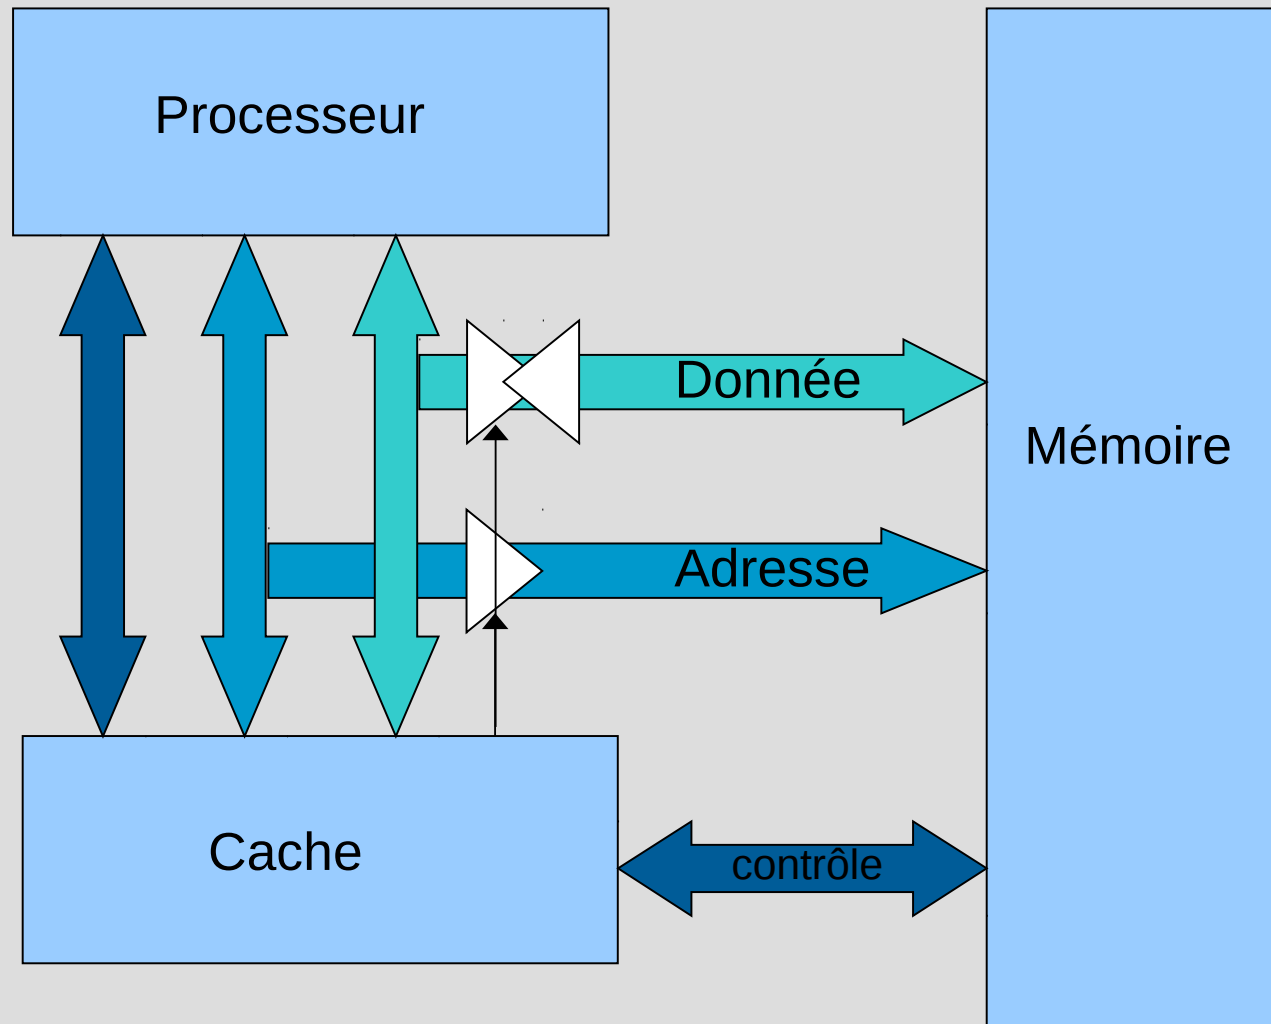 Processeur
Donnée
Mémoire
Adresse
Cache
contrôle